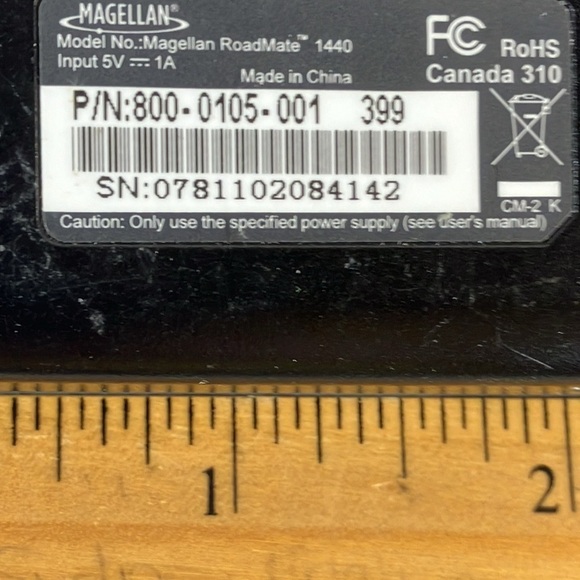 MAGELLAN®
Model No.:Magellan RoadMate™ 1440
Input 5V ⎓ 1A
Made in China
FC RoHS
Canada 310
P/N:800-0105-001 399
SN:0781102084142
CM-2 K
Caution: Only use the specified power supply (see user's manual)
1 2